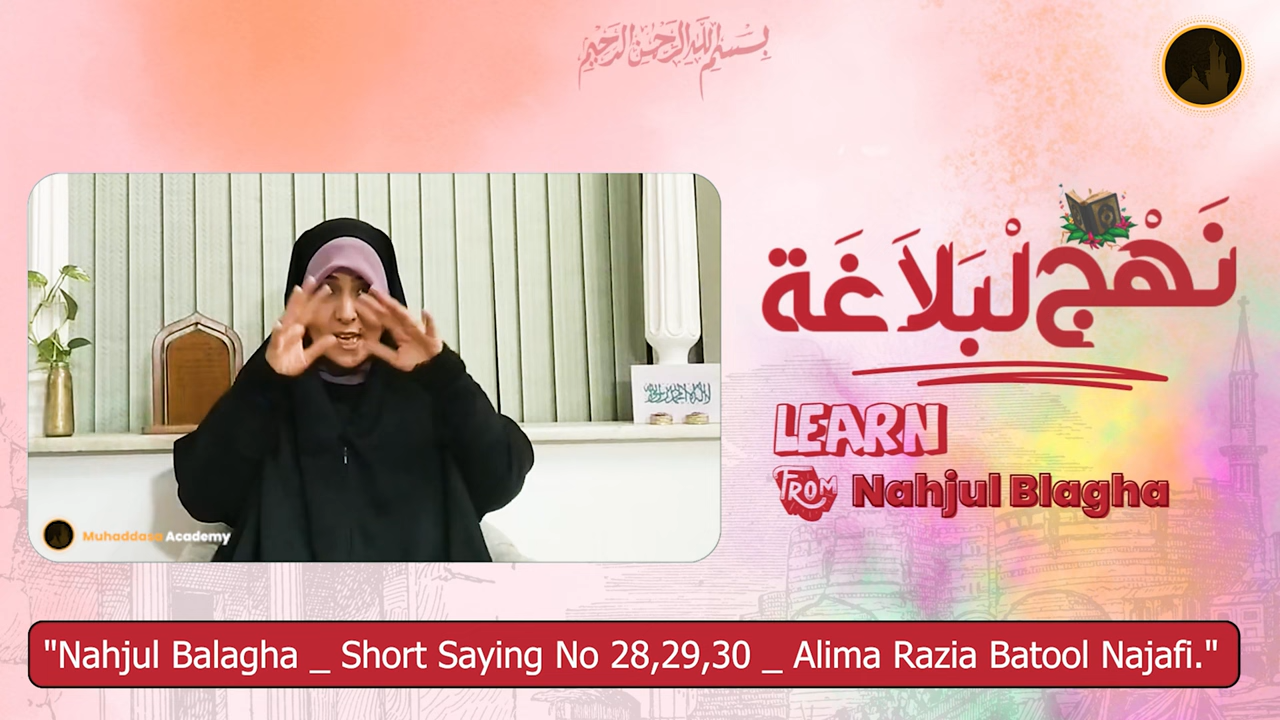 بسم الله الرحمن الرحيم
نَهْجُ لْبَلاَغَة
LEARN
FROM Nahjul Blagha
Muhaddasa Academy
"Nahjul Balagha _ Short Saying No 28,29,30 _ Alima Razia Batool Najafi."